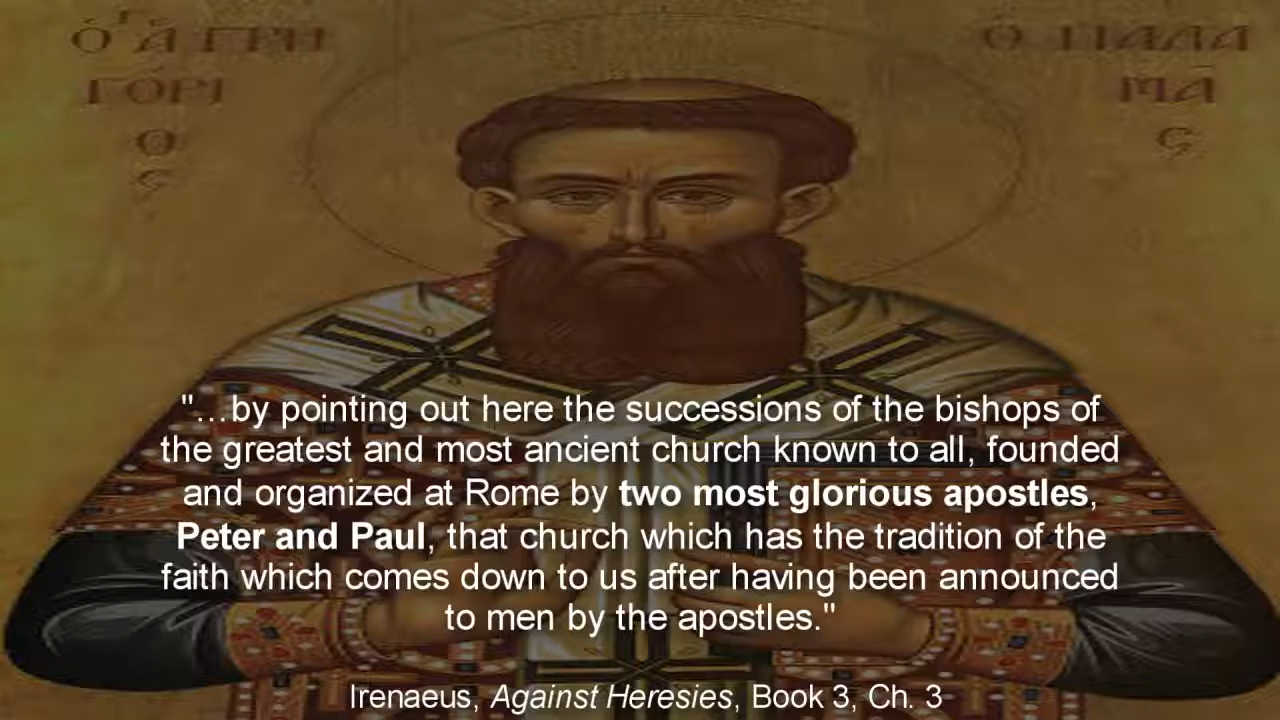 Ὁ Ἅ ΓΡΗ
ΓΌΡΙ
Ο
ς
Ὁ ΠΑΛΑ
ΜΆ
ς
"…by pointing out here the successions of the bishops of
the greatest and most ancient church known to all, founded
and organized at Rome by two most glorious apostles,
Peter and Paul, that church which has the tradition of the
faith which comes down to us after having been announced
to men by the apostles."
Irenaeus, Against Heresies, Book 3, Ch. 3